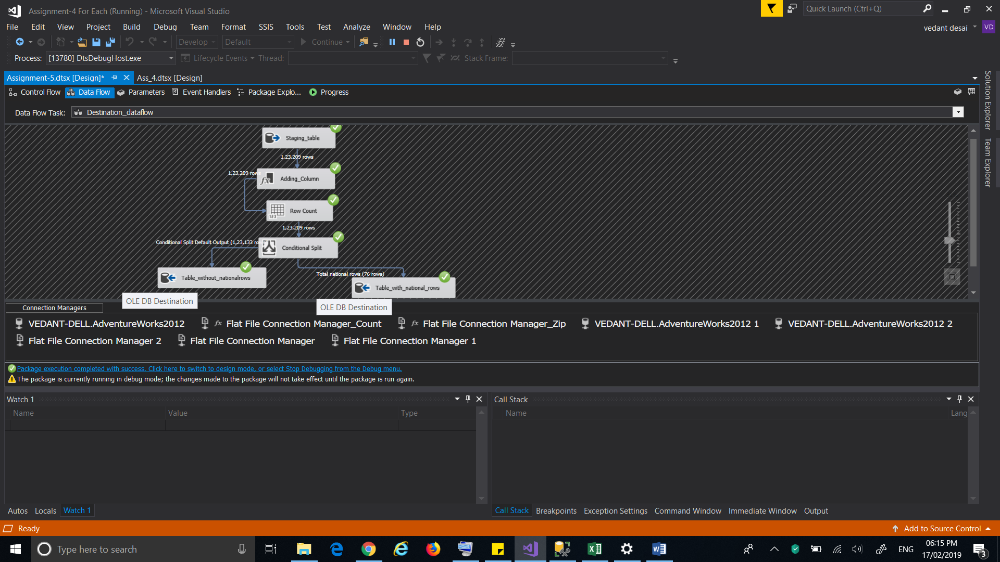 Assignment-4 For Each (Running) - Microsoft Visual Studio
Quick Launch (Ctrl+Q)
File Edit View Project Build Debug Team Format SSIS Tools Test Analyze Window Help
vedant desai VD
Develop Default Continue
Process: [13780] DtsDebugHost.exe Lifecycle Events Thread: Stack Frame:
Assignment-5.dtsx [Design]* Ass_4.dtsx [Design]
Control Flow Data Flow Parameters Event Handlers Package Explo... Progress
Data Flow Task: Destination_dataflow
Solution Explorer
Team Explorer
Staging_table
1,23,209 rows
1,23,209 rows
Adding_Column
Row Count
1,23,209 rows
Conditional Split Default Output (1,23,133
Conditional Split
Total national rows (76 rows)
Table_without_nationalrows
Table_with_national_rows
OLE DB Destination
OLE DB Destination
Connection Managers
VEDANT-DELL.AdventureWorks2012 fx Flat File Connection Manager_Count fx Flat File Connection Manager_Zip VEDANT-DELL.AdventureWorks2012 1 VEDANT-DELL.AdventureWorks2012 2
Flat File Connection Manager 2 Flat File Connection Manager Flat File Connection Manager 1
Package execution completed with success. Click here to switch to design mode, or select Stop Debugging from the Debug menu.
The package is currently running in debug mode; the changes made to the package will not take effect until the package is run again.
Watch 1
Name Value Type
Call Stack
Name Lang
Autos Locals Watch 1
Call Stack Breakpoints Exception Settings Command Window Immediate Window Output
Ready
Add to Source Control
Type here to search
ENG
06:15 PM
17/02/2019
3